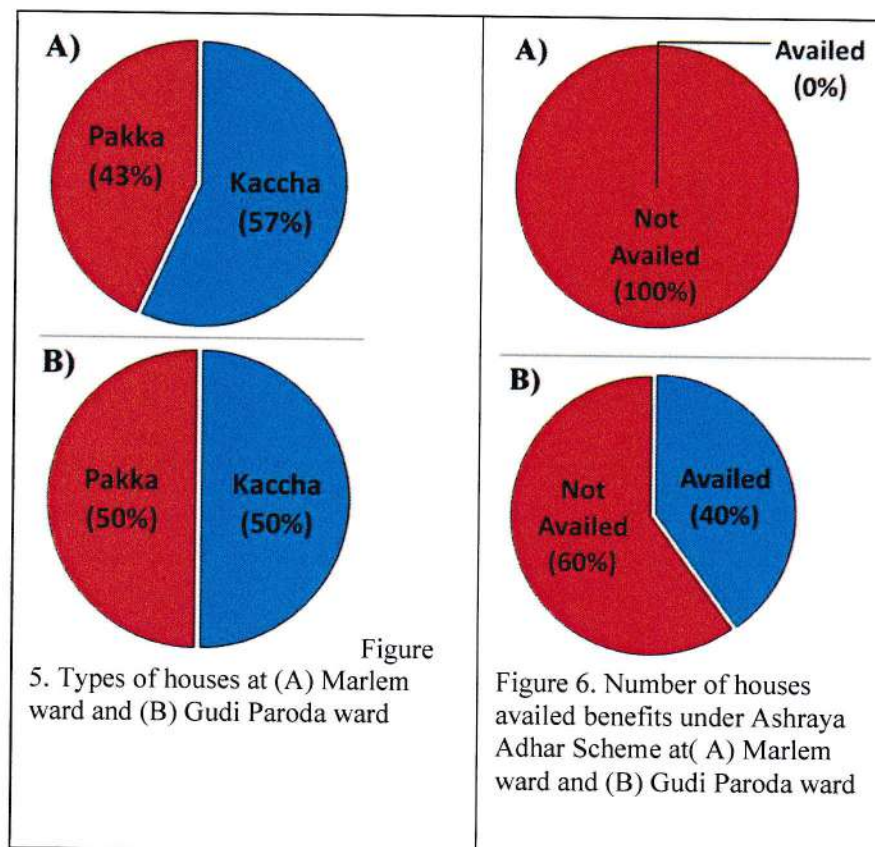 A)
Pakka
(43%)
Kaccha
(57%)
B)
Pakka
(50%)
Kaccha
(50%)
Figure
5. Types of houses at (A) Marlem
ward and (B) Gudi Paroda ward
A)
Availed
(0%)
Not
Availed
(100%)
B)
Not
Availed
(60%)
Availed
(40%)
Figure 6. Number of houses
availed benefits under Ashraya
Adhar Scheme at( A) Marlem
ward and (B) Gudi Paroda ward